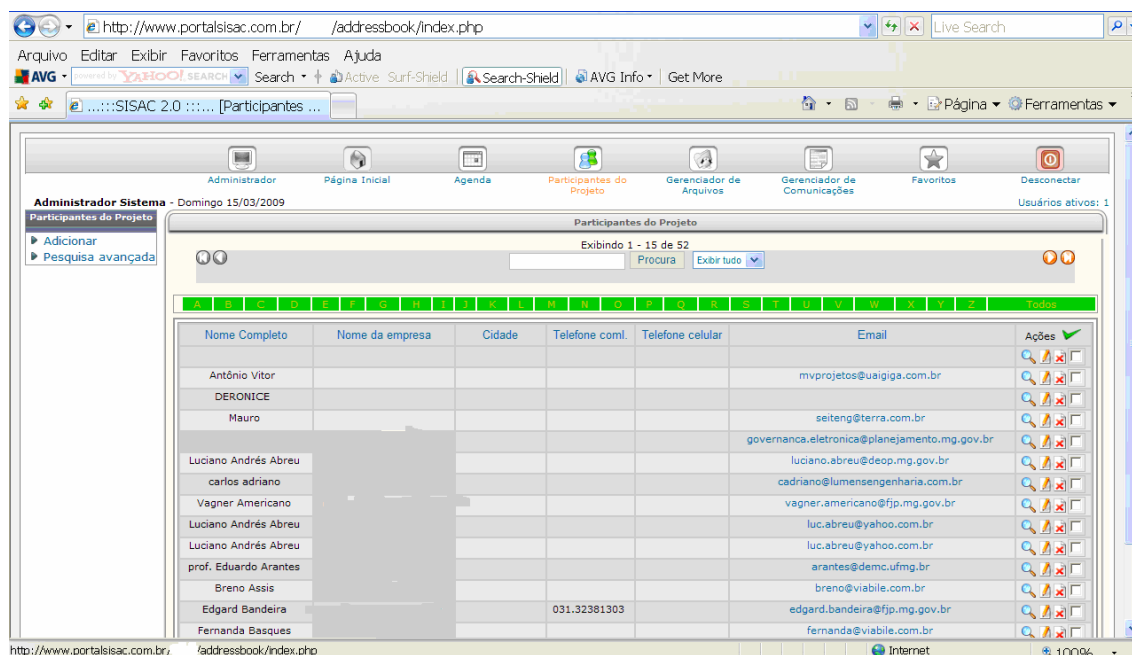 http://www.portalsisac.com.br/ /addressbook/index.php
Live Search
Arquivo Editar Exibir Favoritos Ferramentas Ajuda
AVG powered by YAHOO! SEARCH Search Active Surf-Shield Search-Shield AVG Info Get More
...:::SISAC 2.0 :::... [Participantes ...
Página Ferramentas
Administrador Página Inicial Agenda Participantes do Projeto Gerenciador de Arquivos Gerenciador de Comunicações Favoritos Desconectar
Administrador Sistema - Domingo 15/03/2009
Usuários ativos: 1
Participantes do Projeto
Adicionar
Pesquisa avançada
Participantes do Projeto
Exibindo 1 - 15 de 52
Procura Exibir tudo
A B C D E F G H I J K L M N O P Q R S T U V W X Y Z Todos
Nome Completo Nome da empresa Cidade Telefone coml. Telefone celular Email Ações
Antônio Vitor mvprojetos@uaigiga.com.br
DERONICE
Mauro seiteng@terra.com.br
governanca.eletronica@planejamento.mg.gov.br
Luciano Andrés Abreu luciano.abreu@deop.mg.gov.br
carlos adriano cadriano@lumensengenharia.com.br
Vagner Americano vagner.americano@fjp.mg.gov.br
Luciano Andrés Abreu luc.abreu@yahoo.com.br
Luciano Andrés Abreu luc.abreu@yahoo.com.br
prof. Eduardo Arantes arantes@demc.ufmg.br
Breno Assis breno@viabile.com.br
Edgard Bandeira 031.32381303 edgard.bandeira@fjp.mg.gov.br
Fernanda Basques fernanda@viabile.com.br
http://www.portalsisac.com.br/ /addressbook/index.php
Internet
100%